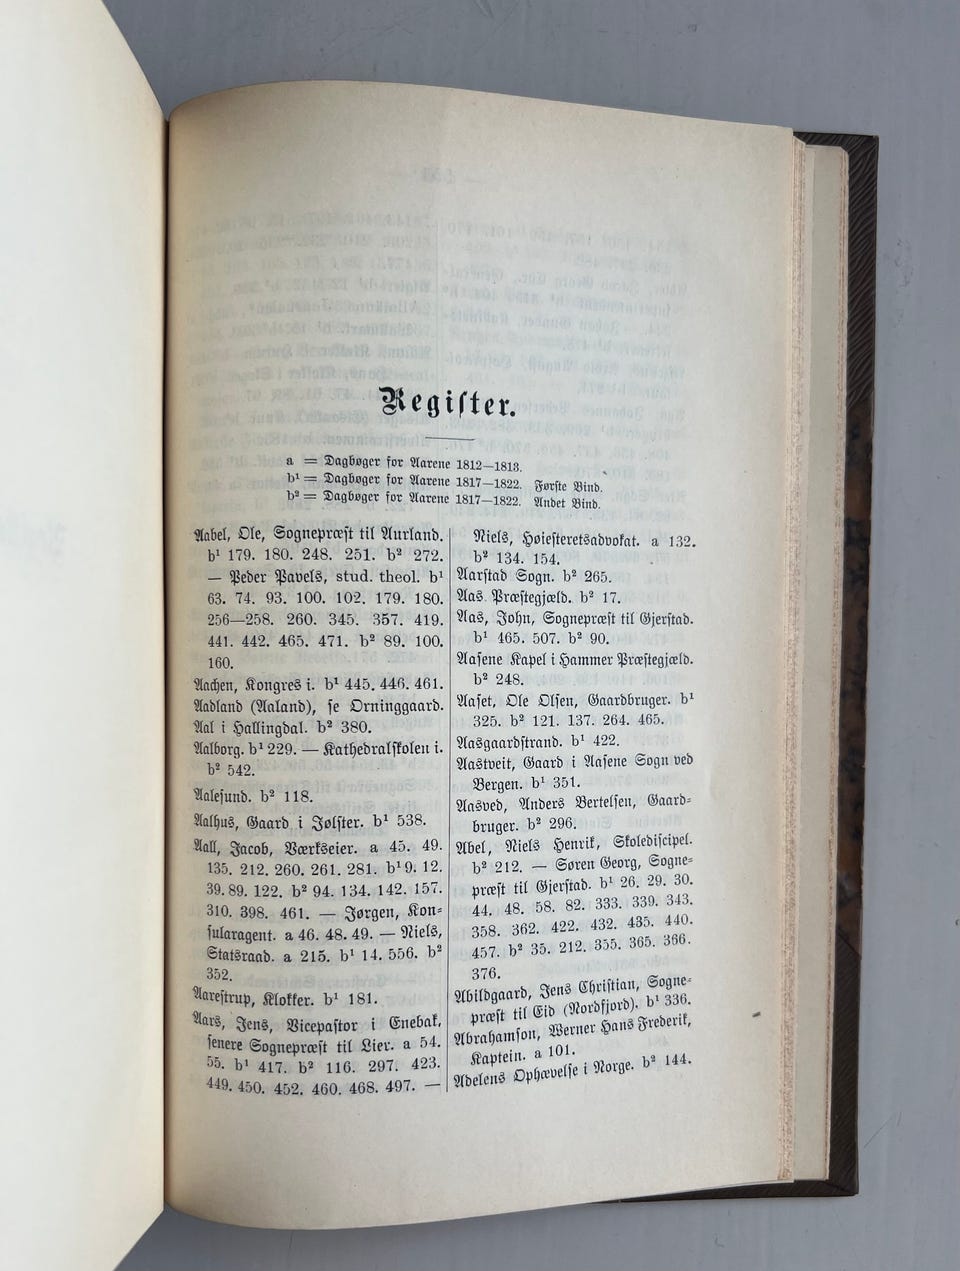 Register.
a = Dagbøger for Aarene 1812—1813.
b¹ = Dagbøger for Aarene 1817—1822. Første Bind.
b² = Dagbøger for Aarene 1817—1822. Andet Bind.
Aabel, Ole, Sognepræst til Aurland.
b¹ 179. 180. 248. 251. b² 272.
— Peder Pavels, stud. theol. b¹
63. 74. 93. 100. 102. 179. 180.
256—258. 260. 345. 357. 419.
441. 442. 465. 471. b² 89. 100.
160.
Aachen, Kongres i. b¹ 445. 446. 461.
Aadland (Aaland), se Orninggaard.
Aal i Hallingdal. b² 380.
Aalborg. b¹ 229. — Kathedralskolen i.
b² 542.
Aalesund. b² 118.
Aalhus, Gaard i Jølster. b¹ 538.
Aall, Jacob, Værkseier. a 45. 49.
135. 212. 260. 261. 281. b¹ 9. 12.
39. 89. 122. b² 94. 134. 142. 157.
310. 398. 461. — Jørgen, Kon-
sularagent. a 46. 48. 49. — Niels,
Statsraad. a 215. b¹ 14. 556. b²
352.
Aarestrup, Klokker. b¹ 181.
Aars, Jens, Vicepastor i Enebak,
senere Sognepræst til Lier. a 54.
55. b¹ 417. b² 116. 297. 423.
449. 450. 452. 460. 468. 497. —
Niels, Høiesteretsadvokat. a 132.
b² 134. 154.
Aarstad Sogn. b² 265.
Aas Præstegjæld. b² 17.
Aas, John, Sognepræst til Gjerstad.
b¹ 465. 507. b² 90.
Aasene Kapel i Hammer Præstegjæld.
b² 248.
Aaset, Ole Olsen, Gaardbruger. b¹
325. b² 121. 137. 264. 465.
Aasgaardstrand. b¹ 422.
Aastveit, Gaard i Aasene Sogn ved
Bergen. b¹ 351.
Aasved, Anders Bertelsen, Gaard-
bruger. b² 296.
Abel, Niels Henrik, Skolediscipel.
b² 212. — Søren Georg, Sogne-
præst til Gjerstad. b¹ 26. 29. 30.
44. 48. 58. 82. 333. 339. 343.
358. 362. 422. 432. 435. 440.
457. b² 35. 212. 355. 365. 366.
376.
Abildgaard, Jens Christian, Sogne-
præst til Eid (Nordfjord). b¹ 336.
Abrahamson, Werner Hans Frederik,
Kaptein. a 101.
Adelens Ophævelse i Norge. b² 144.